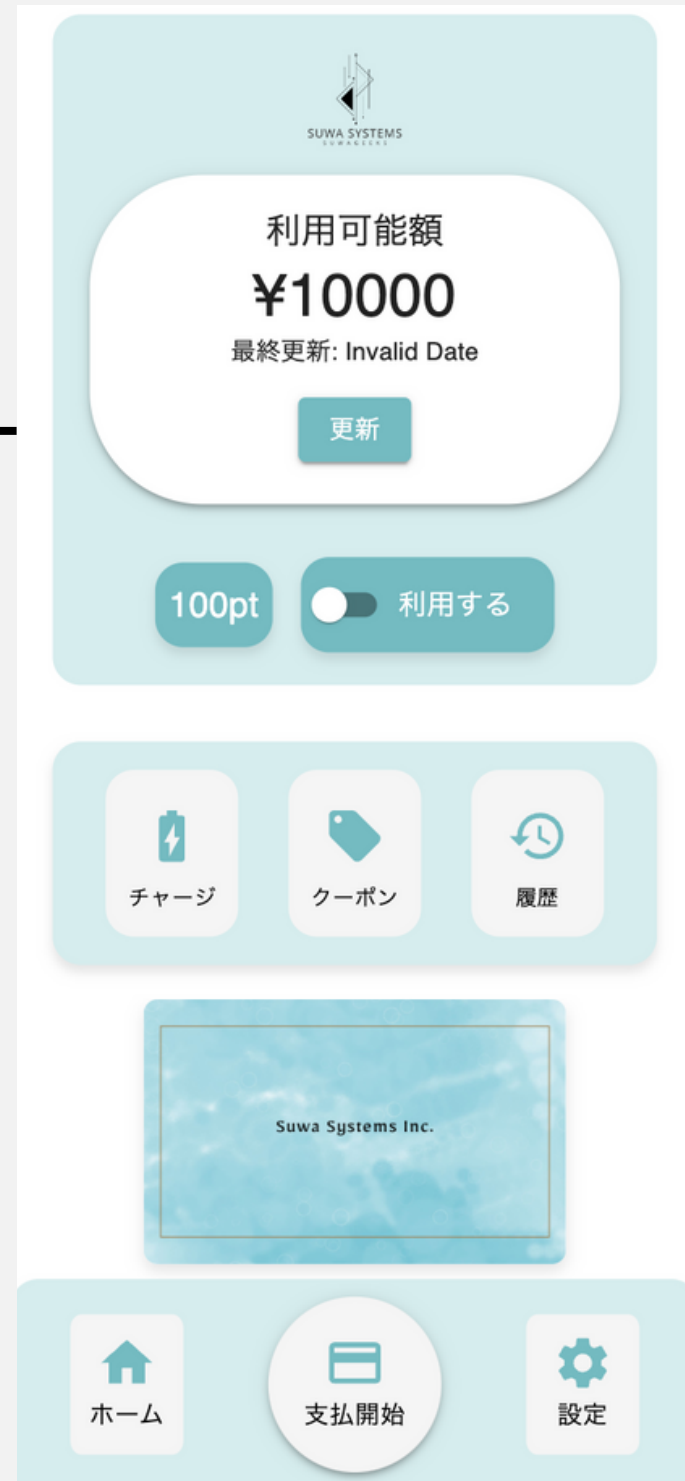 SUWA SYSTEMS
SUWAGEEKS
利用可能額
¥10000
最終更新: Invalid Date
更新
100pt 利用する
チャージ クーポン 履歴
Suwa Systems Inc.
ホーム 支払開始 設定